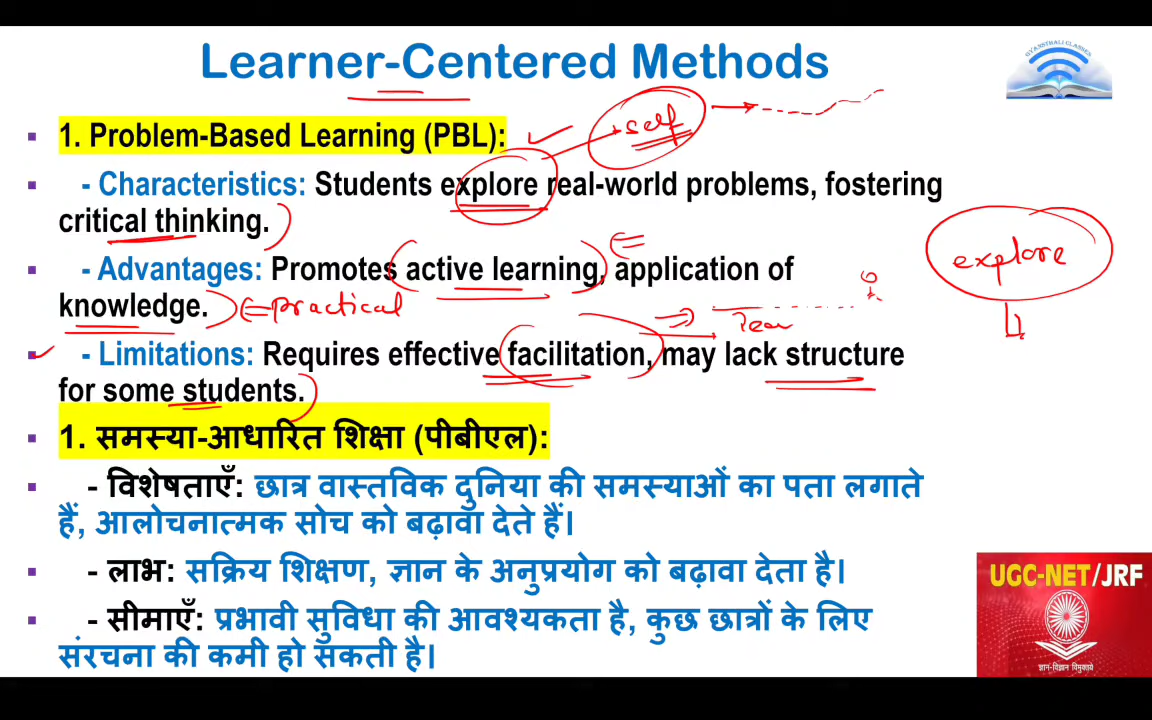 Learner-Centered Methods
GYANSTHALI CLASSES
1. Problem-Based Learning (PBL):
self
- Characteristics: Students explore real-world problems, fostering
critical thinking.
explore
- Advantages: Promotes active learning, application of
knowledge.
practical
- Limitations: Requires effective facilitation, may lack structure
for some students.
1. समस्या-आधारित शिक्षा (पीबीएल):
- विशेषताएँ: छात्र वास्तविक दुनिया की समस्याओं का पता लगाते
हैं, आलोचनात्मक सोच को बढ़ावा देते हैं।
- लाभ: सक्रिय शिक्षण, ज्ञान के अनुप्रयोग को बढ़ावा देता है।
- सीमाएँ: प्रभावी सुविधा की आवश्यकता है, कुछ छात्रों के लिए
संरचना की कमी हो सकती है।
UGC-NET/JRF
ज्ञान-विज्ञान विमुक्तये